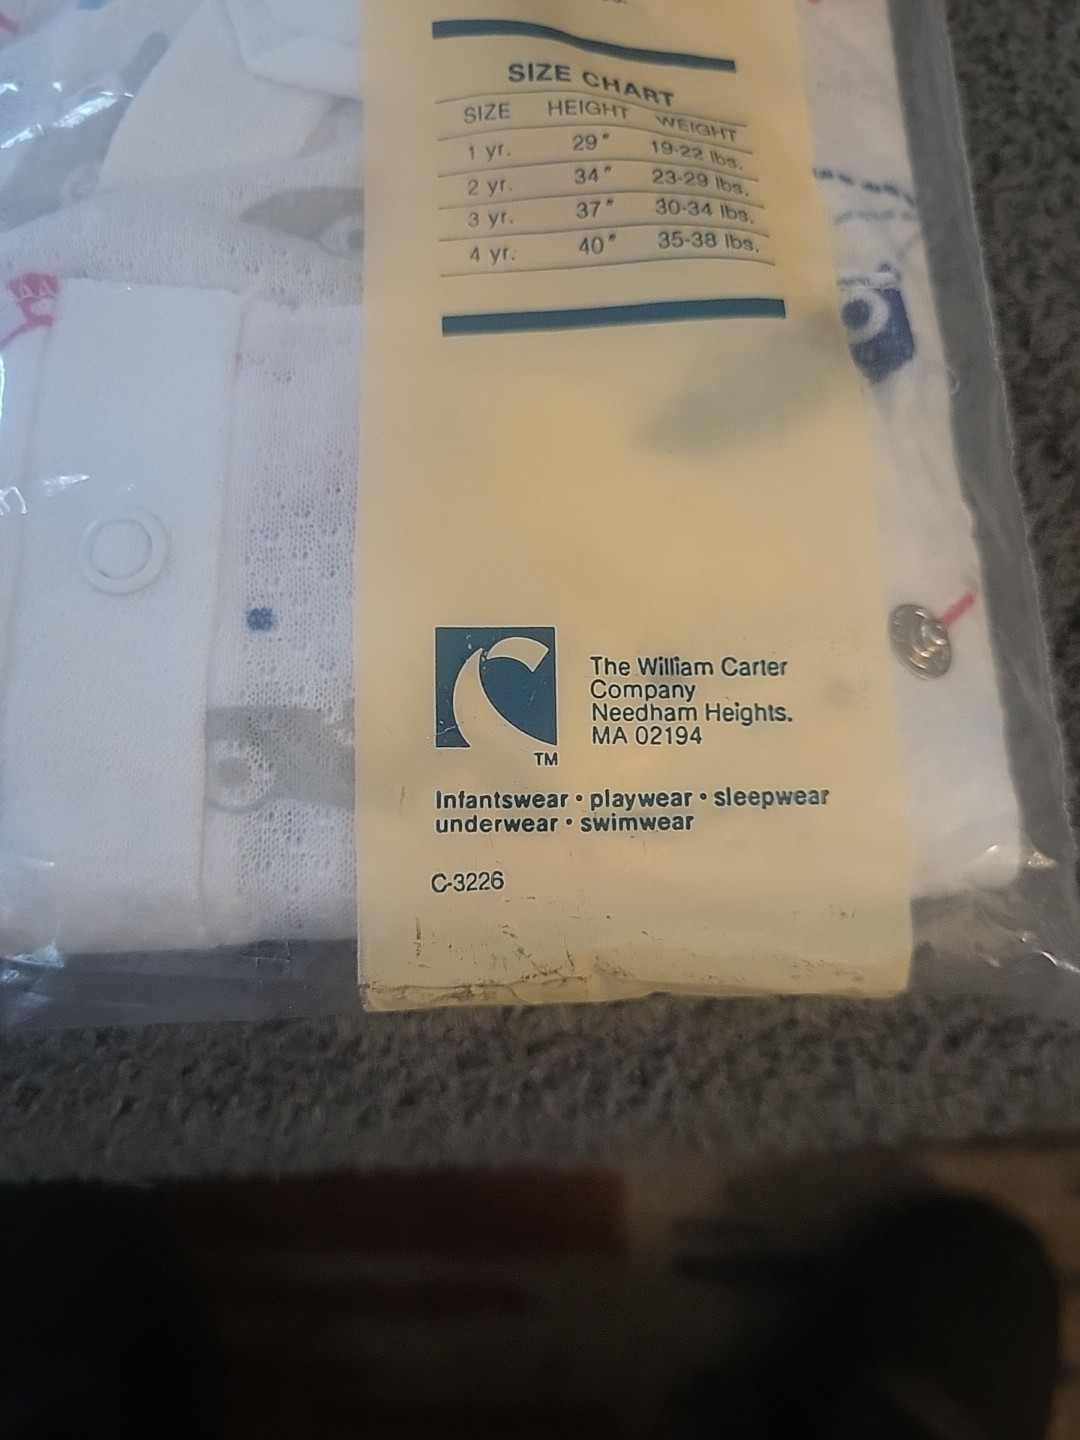 SIZE CHART
SIZE HEIGHT WEIGHT
1 yr. 29" 19-22 lbs.
2 yr. 34" 23-29 lbs.
3 yr. 37" 30-34 lbs.
4 yr. 40" 35-38 lbs.
The William Carter
Company
Needham Heights.
MA 02194
TM
Infantswear • playwear • sleepwear
underwear • swimwear
C-3226